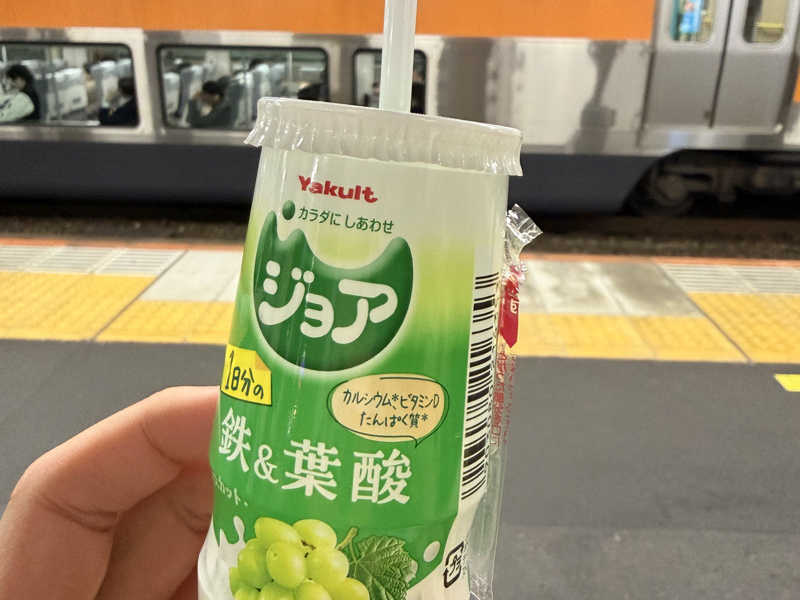 Yakult
カラダに しあわせ
ジョア
1日分の
カルシウム*、ビタミンD
たんぱく質*
鉄&葉酸